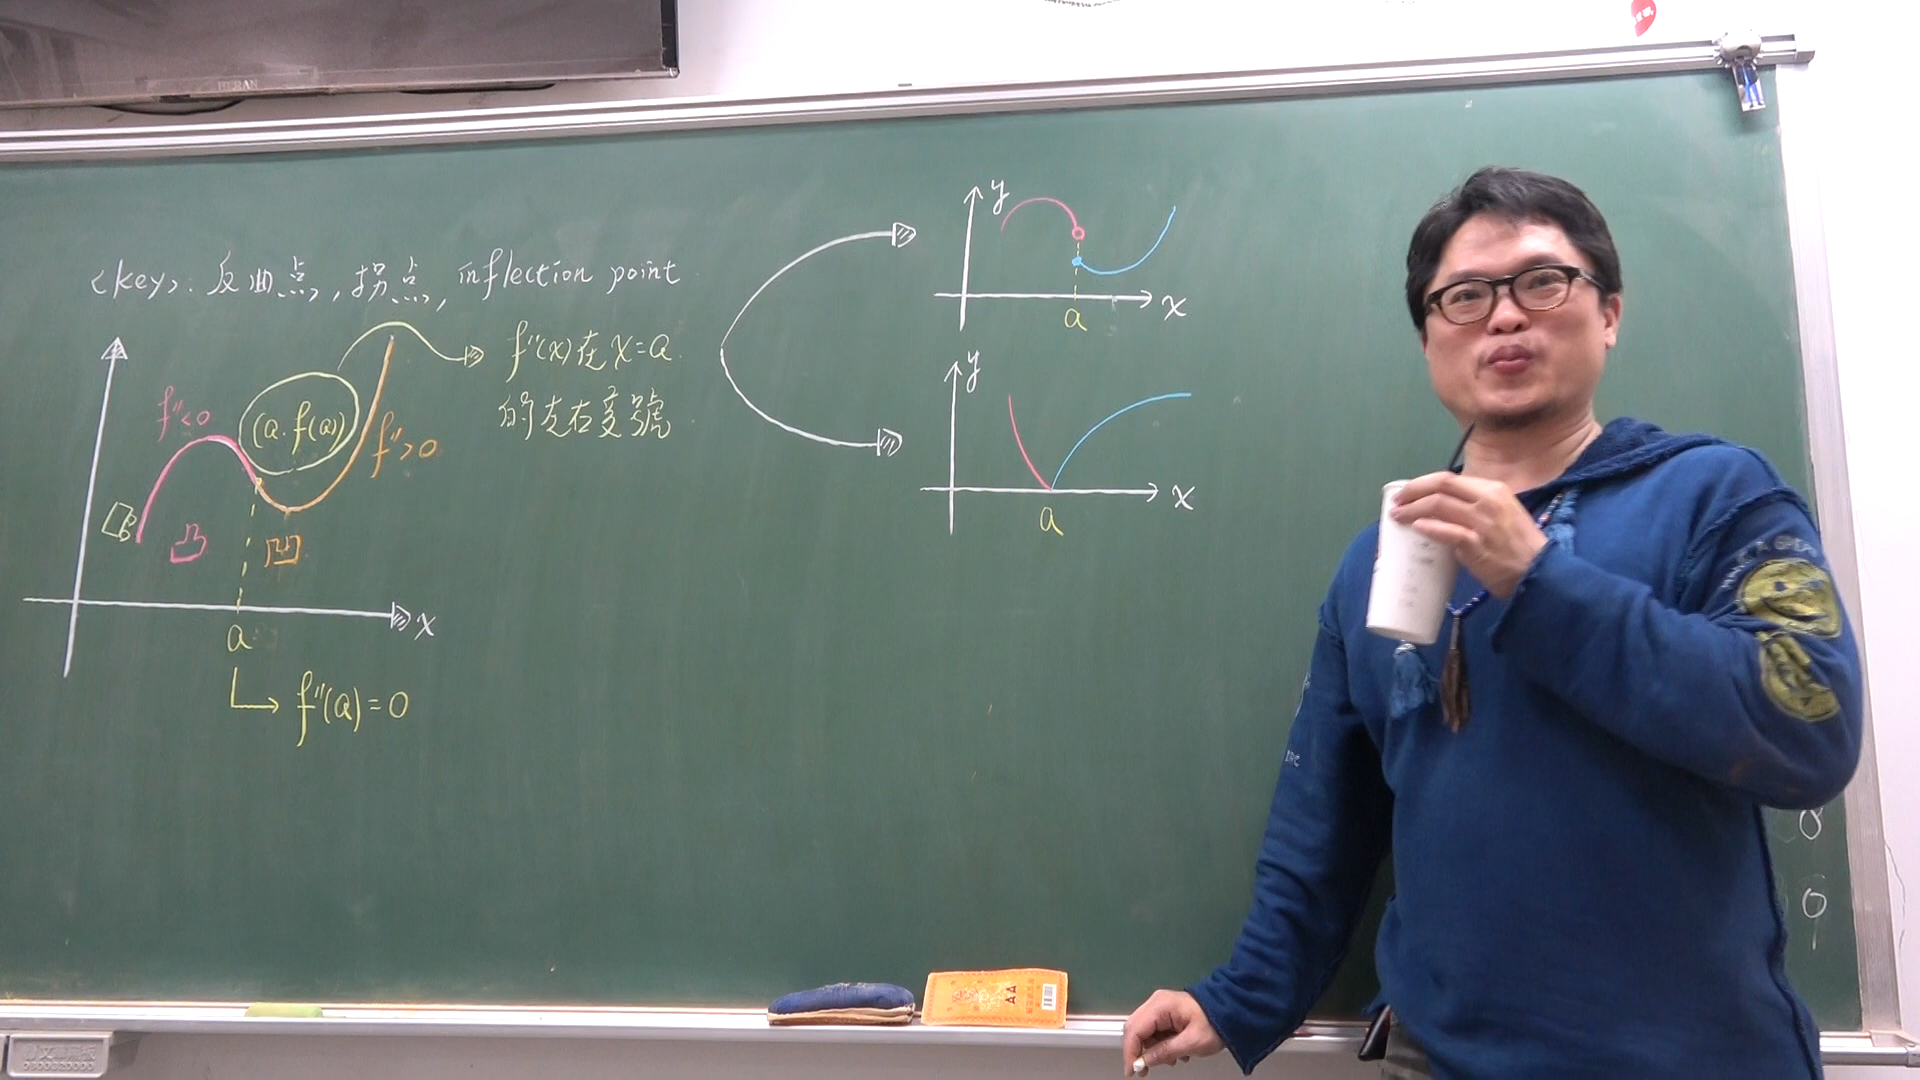 HERAN
<key>: 反曲点, 拐点, inflection point
f''(x) 在 x=a
的左右变號
f''<0
(a, f(a))
f''>0
凸
凹
x
a
f''(a)=0
y
a
x
y
a
x